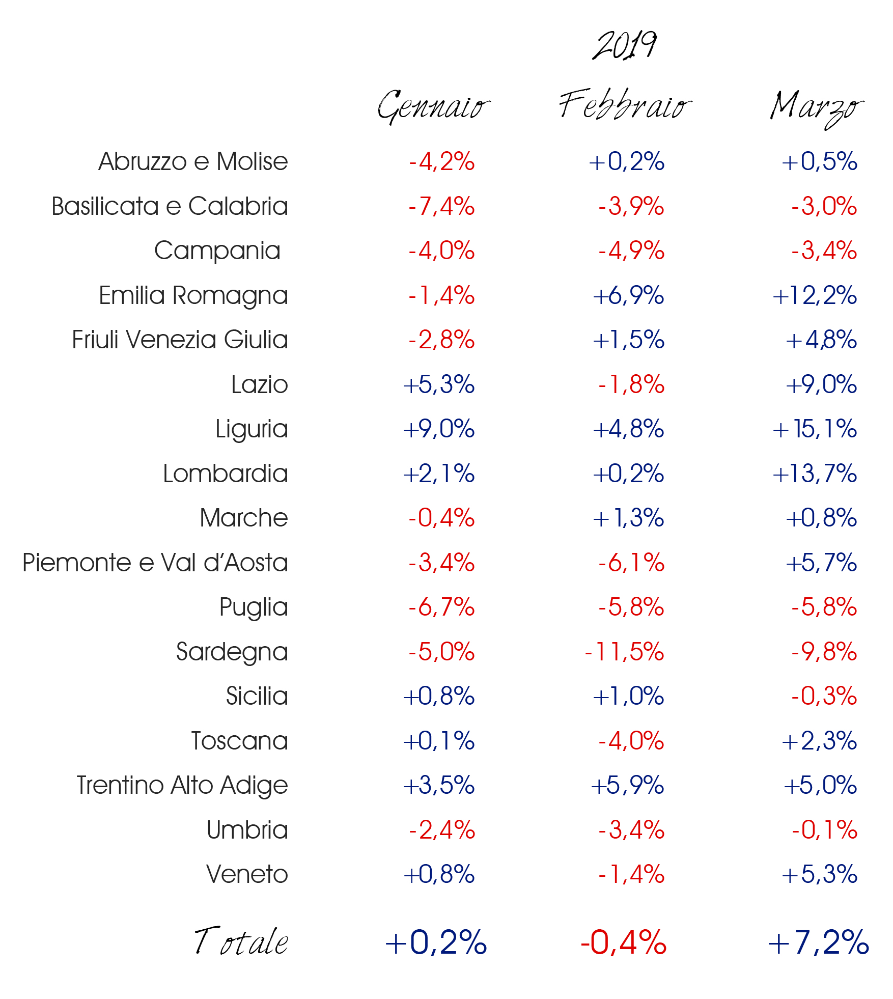 2019
Gennaio Febbraio Marzo
Abruzzo e Molise -4,2% +0,2% +0,5%
Basilicata e Calabria -7,4% -3,9% -3,0%
Campania -4,0% -4,9% -3,4%
Emilia Romagna -1,4% +6,9% +12,2%
Friuli Venezia Giulia -2,8% +1,5% +4,8%
Lazio +5,3% -1,8% +9,0%
Liguria +9,0% +4,8% +15,1%
Lombardia +2,1% +0,2% +13,7%
Marche -0,4% +1,3% +0,8%
Piemonte e Val d’Aosta -3,4% -6,1% +5,7%
Puglia -6,7% -5,8% -5,8%
Sardegna -5,0% -11,5% -9,8%
Sicilia +0,8% +1,0% -0,3%
Toscana +0,1% -4,0% +2,3%
Trentino Alto Adige +3,5% +5,9% +5,0%
Umbria -2,4% -3,4% -0,1%
Veneto +0,8% -1,4% +5,3%
Totale +0,2% -0,4% +7,2%